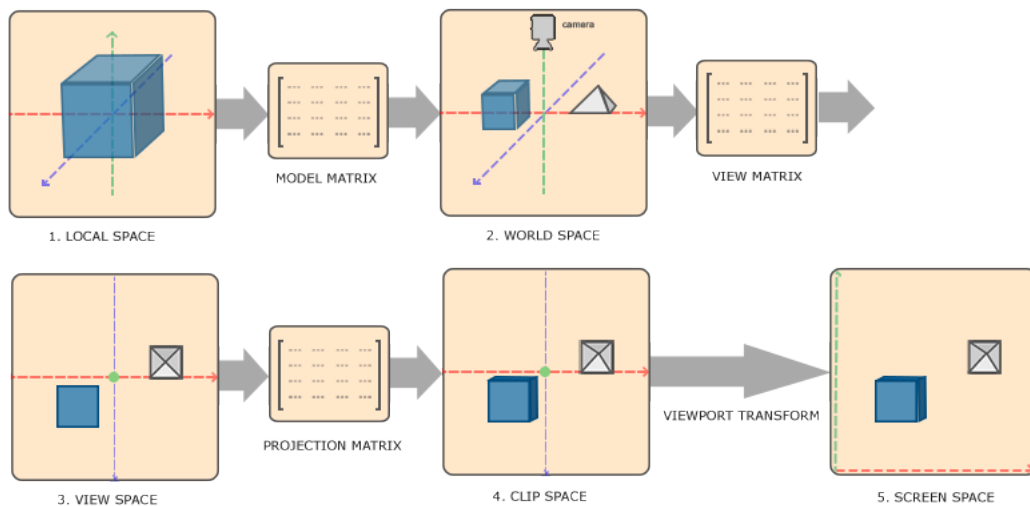 camera
MODEL MATRIX
VIEW MATRIX
1. LOCAL SPACE
2. WORLD SPACE
PROJECTION MATRIX
VIEWPORT TRANSFORM
3. VIEW SPACE
4. CLIP SPACE
5. SCREEN SPACE